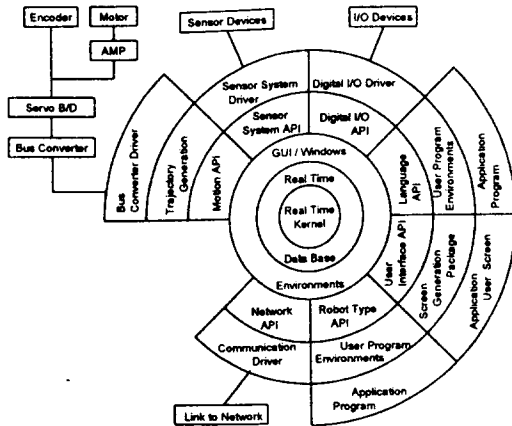 Encoder
Motor
AMP
Servo B/D
Bus Converter
Sensor Devices
I/O Devices
Sensor System
Driver
Digital I/O Driver
Sensor
System API
Digital I/O
API
Bus Converter Driver
Trajectory
Generation
Motion API
GUI / Windows
Real Time
Real Time
Kernel
Data Base
Environments
Language
API
User Program
Environments
Application
Program
User
Interface API
Screen
Generation
Package
Application
User Screen
Network
API
Robot Type
API
Communication
Driver
User Program
Environments
Application
Program
Link to Network